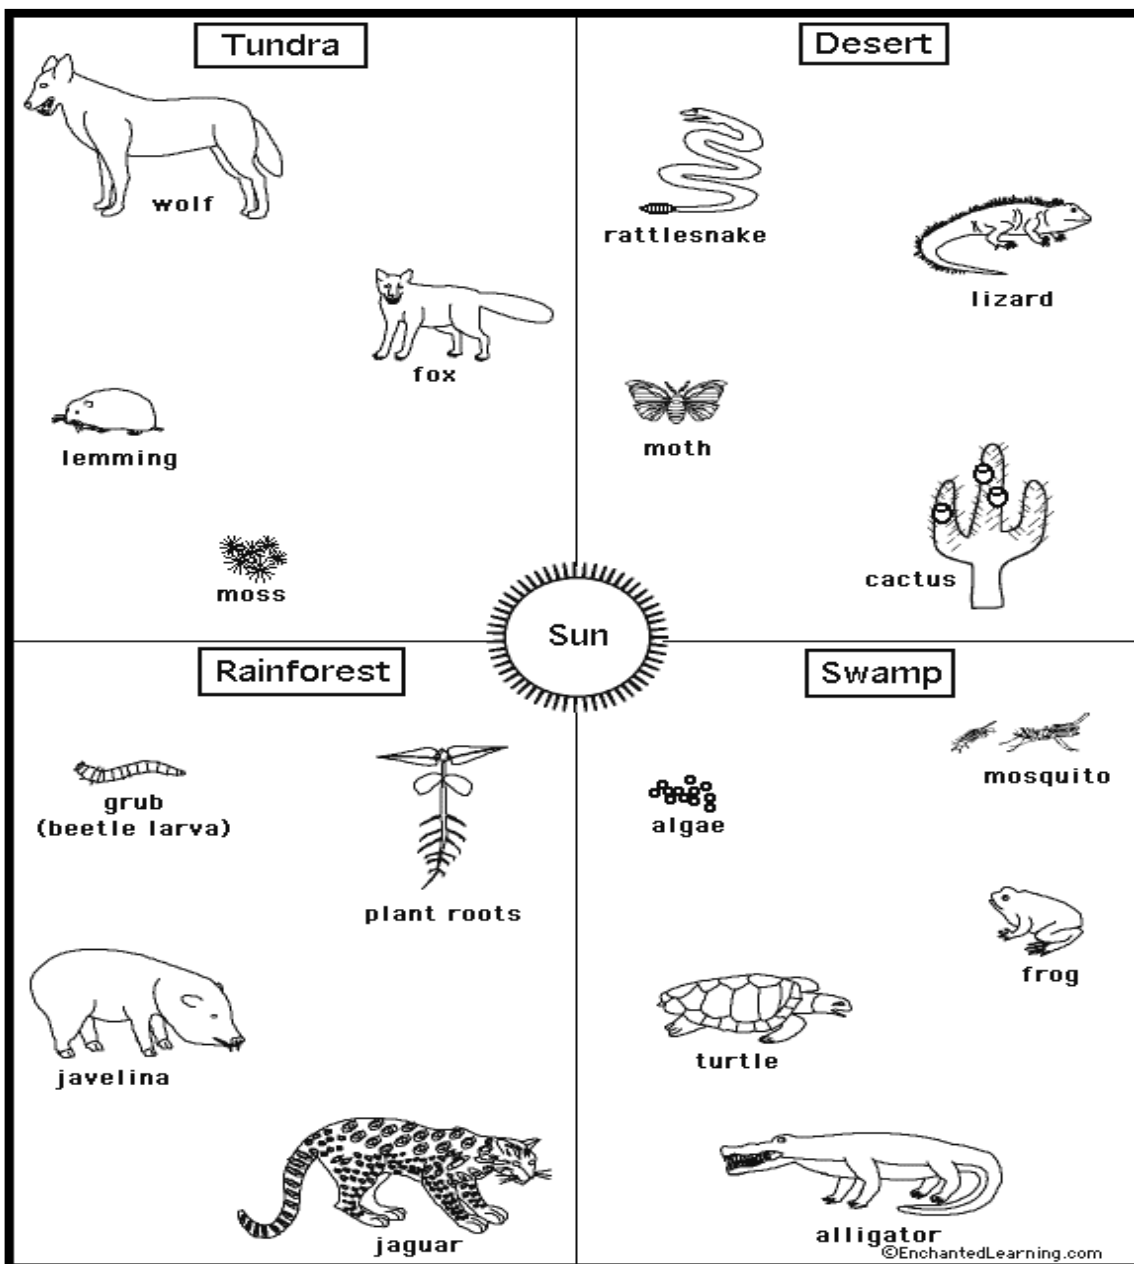 Tundra
wolf
fox
lemming
moss
Desert
rattlesnake
lizard
moth
cactus
Sun
Rainforest
grub
(beetle larva)
plant roots
javelina
jaguar
Swamp
mosquito
algae
frog
turtle
alligator
©EnchantedLearning.com